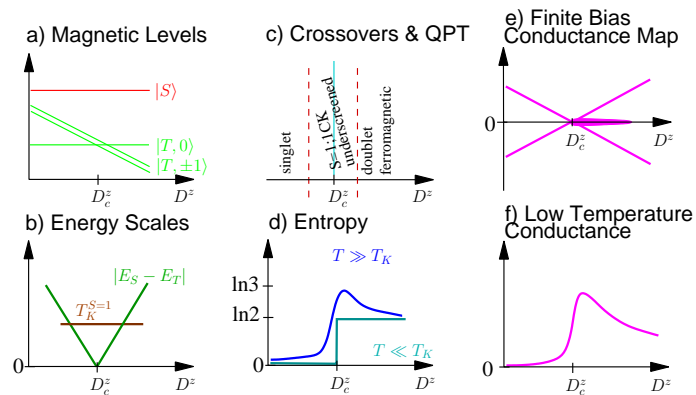 a) Magnetic Levels
|S⟩
|T, 0⟩
|T, ±1⟩
D_c^z
D^z
c) Crossovers & QPT
singlet
S=1; 1CK
underscreened
doublet
ferromagnetic
D_c^z
D^z
e) Finite Bias
Conductance Map
0
D_c^z
D^z
b) Energy Scales
|E_S − E_T|
T_K^{S=1}
0
D_c^z
D^z
d) Entropy
T ≫ T_K
ln3
ln2
T ≪ T_K
0
D_c^z
D^z
f) Low Temperature
Conductance
0
D_c^z
D^z